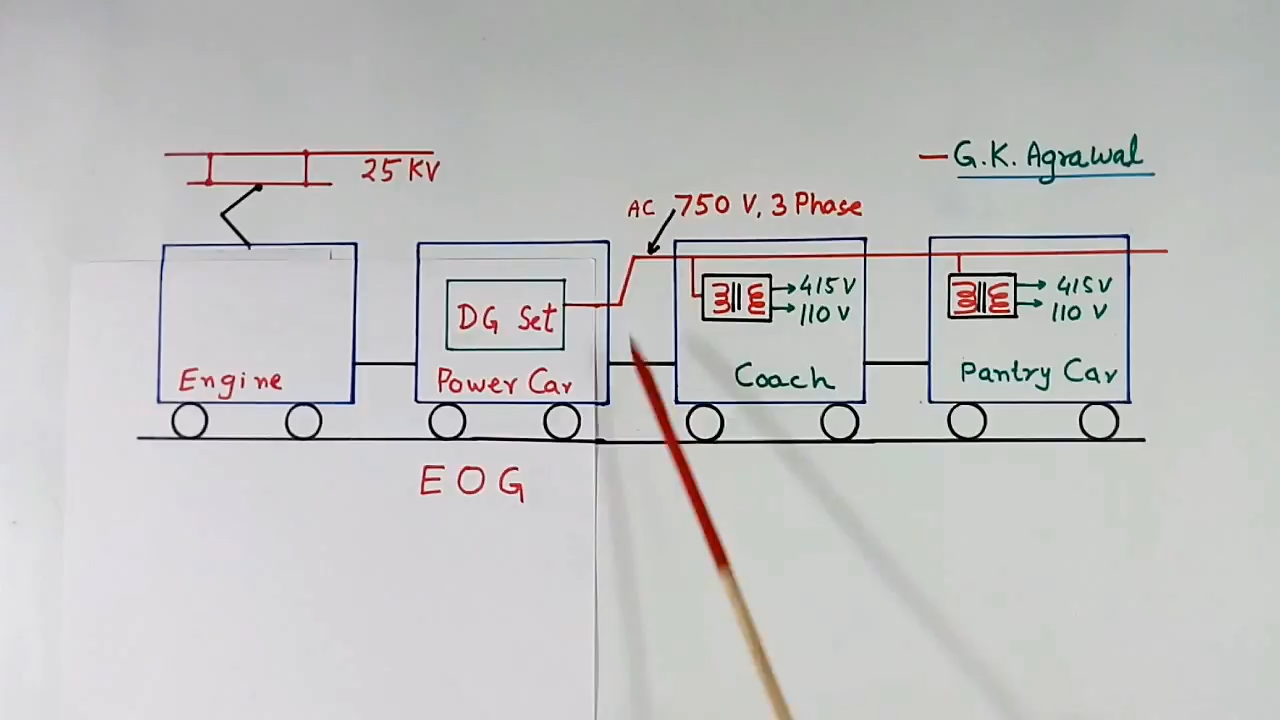 25 KV
— G.K. Agrawal
AC 750 V, 3 Phase
DG Set
415 V
110 V
415 V
110 V
Engine
Power Car
Coach
Pantry Car
EOG